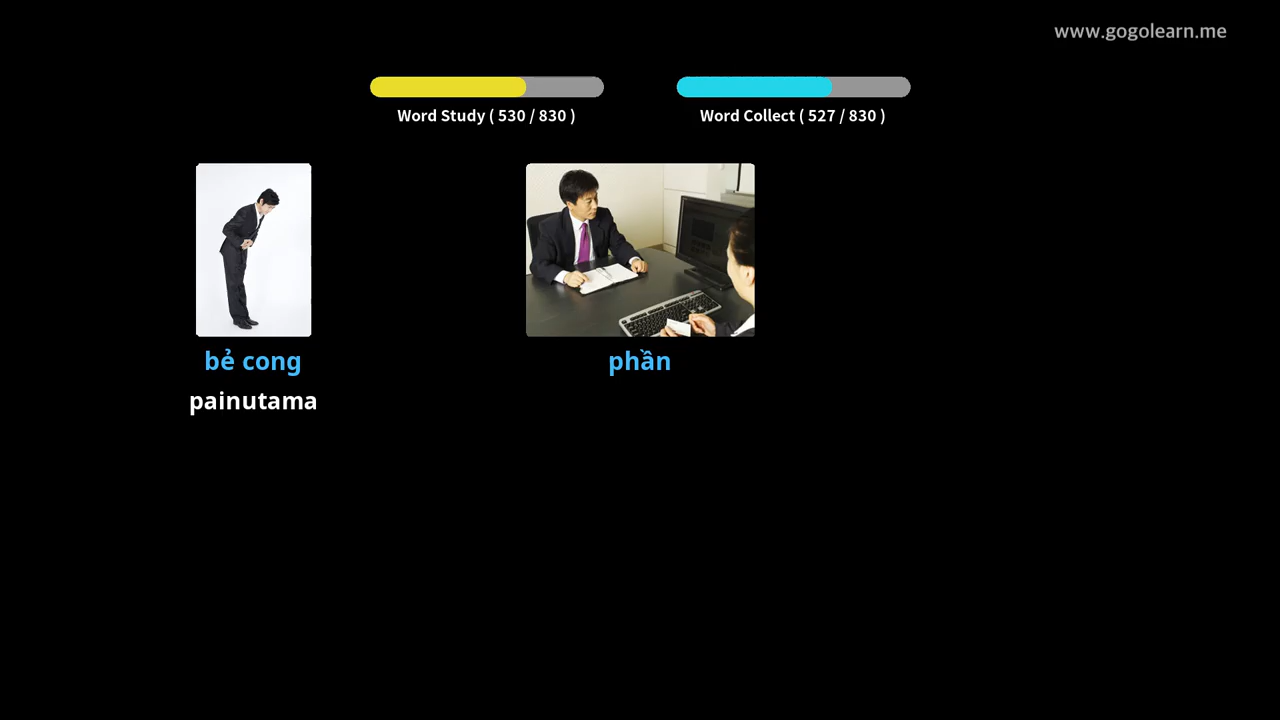 www.gogolearn.me
Word Study ( 530 / 830 )
Word Collect ( 527 / 830 )
bẻ cong
phần
painutama